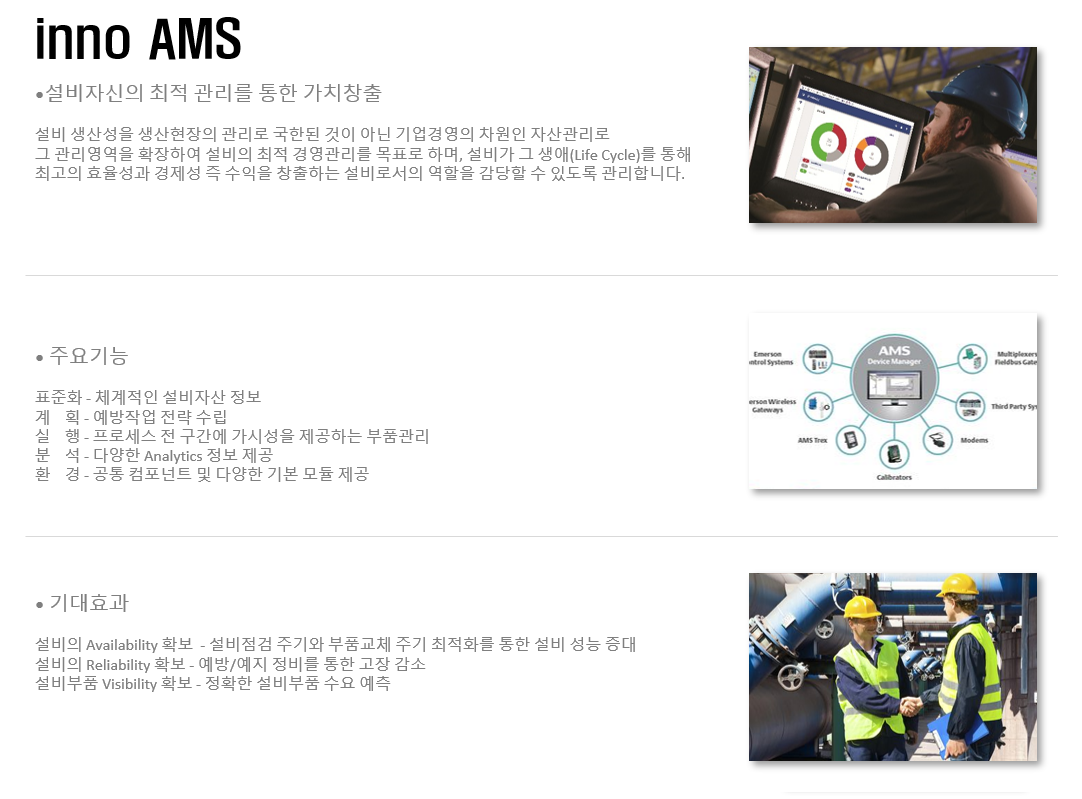 inno AMS
•설비자신의 최적 관리를 통한 가치창출
설비 생산성을 생산현장의 관리로 국한된 것이 아닌 기업경영의 차원인 자산관리로
그 관리영역을 확장하여 설비의 최적 경영관리를 목표로 하며, 설비가 그 생애(Life Cycle)를 통해
최고의 효율성과 경제성 즉 수익을 창출하는 설비로서의 역할을 감당할 수 있도록 관리합니다.
• 주요기능
표준화 - 체계적인 설비자산 정보
계 획 - 예방작업 전략 수립
실 행 - 프로세스 전 구간에 가시성을 제공하는 부품관리
분 석 - 다양한 Analytics 정보 제공
환 경 - 공통 컴포넌트 및 다양한 기본 모듈 제공
AMS
Device Manager
Emerson
ontrol Systems
Multiplexers
Fieldbus Gate
erson Wireless
Gateways
Third Party Sys
AMS Trex
Modems
Calibrators
• 기대효과
설비의 Availability 확보 - 설비점검 주기와 부품교체 주기 최적화를 통한 설비 성능 증대
설비의 Reliability 확보 - 예방/예지 정비를 통한 고장 감소
설비부품 Visibility 확보 - 정확한 설비부품 수요 예측